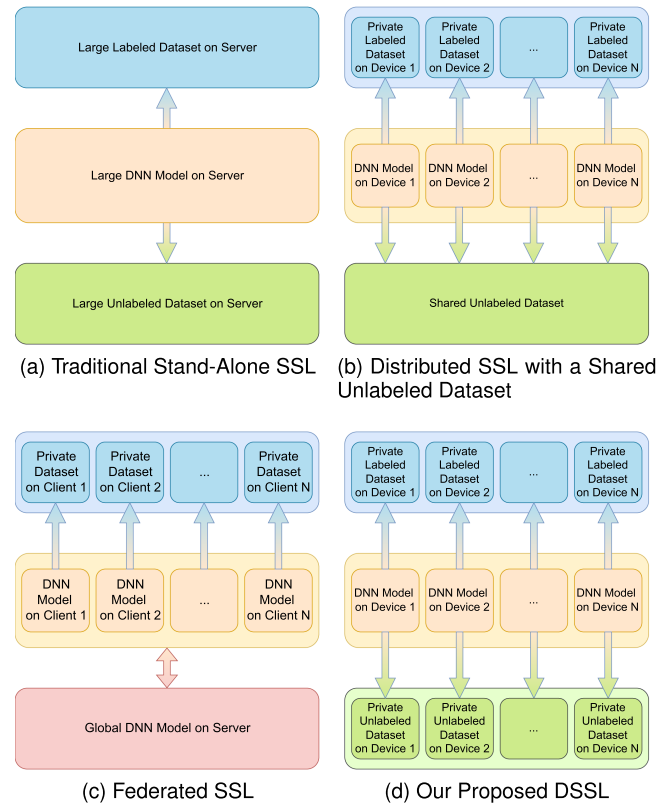 Large Labeled Dataset on Server
Large DNN Model on Server
Large Unlabeled Dataset on Server
(a) Traditional Stand-Alone SSL
Private
Labeled
Dataset
on Device 1
Private
Labeled
Dataset
on Device 2
...
Private
Labeled
Dataset
on Device N
DNN Model
on Device 1
DNN Model
on Device 2
...
DNN Model
on Device N
Shared Unlabeled Dataset
(b) Distributed SSL with a Shared
Unlabeled Dataset
Private
Dataset
on Client 1
Private
Dataset
on Client 2
...
Private
Dataset
on Client N
DNN
Model
on Client 1
DNN
Model
on Client 2
...
DNN
Model
on Client N
Global DNN Model on Server
(c) Federated SSL
Private
Labeled
Dataset
on Device 1
Private
Labeled
Dataset
on Device 2
...
Private
Labeled
Dataset
on Device N
DNN Model
on Device 1
DNN Model
on Device 2
...
DNN Model
on Device N
Private
Unlabeled
Dataset
on Device 1
Private
Unlabeled
Dataset
on Device 2
...
Private
Unlabeled
Dataset
on Device N
(d) Our Proposed DSSL